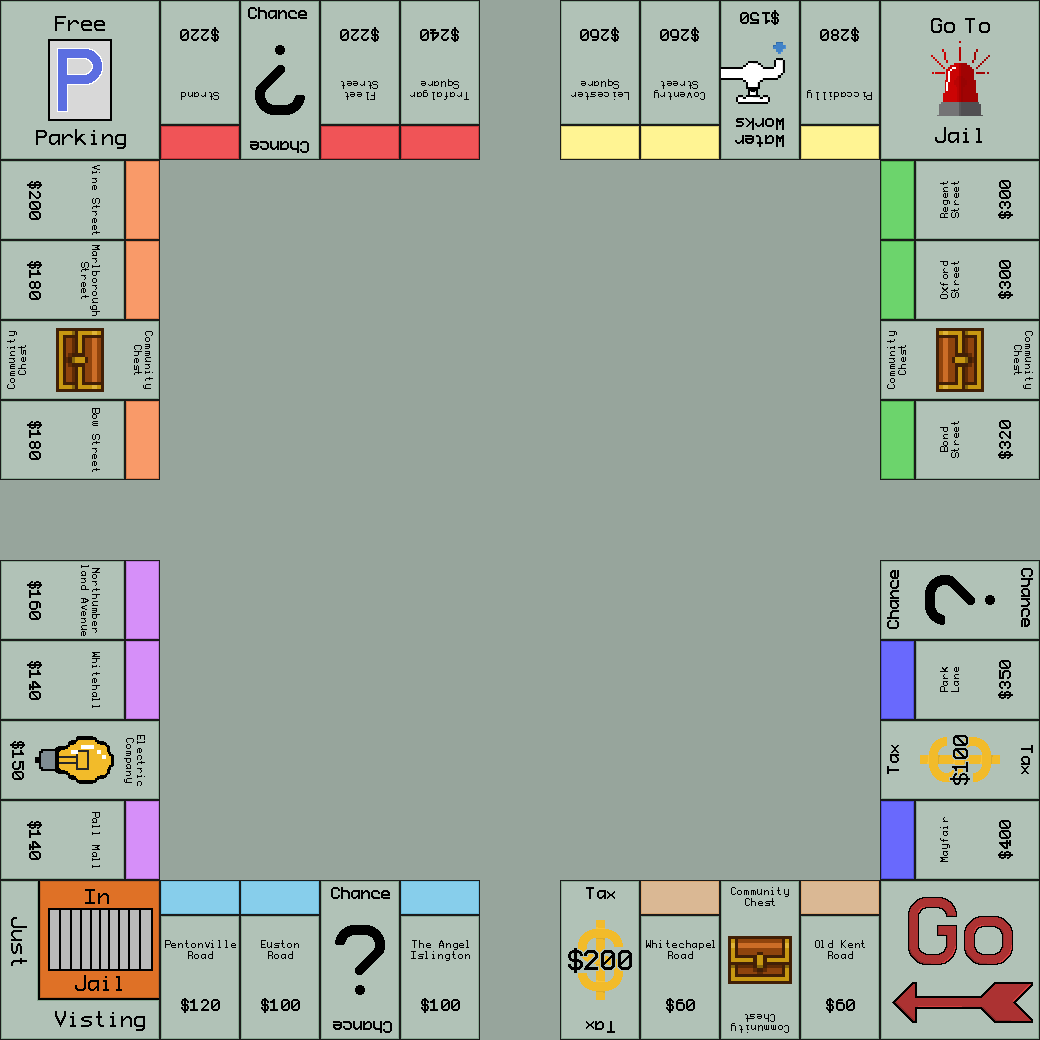 Free
P
Parking
$220
Strand
Chance
?
Chance
$220
Fleet
Street
$240
Trafalgar
Square
$260
Leicester
Square
$260
Coventry
Street
$150
Water
Works
$280
Piccadilly
Go To
Jail
Vine Street
$200
Marlborough
Street
$180
Community
Chest
Community
Chest
Bow Street
$180
Regent
Street
$300
Oxford
Street
$300
Community
Chest
Community
Chest
Bond
Street
$320
Northumber
land Avenue
$160
Whitehall
$140
Electric
Company
$150
Pall Mall
$140
Chance
?
Chance
Park
Lane
$350
Tax
$100
Tax
Mayfair
$400
In
Jail
Just
Visting
Pentonville
Road
$120
Euston
Road
$100
Chance
?
Chance
The Angel
Islington
$100
Tax
$200
Tax
Whitechapel
Road
$60
Community
Chest
Community
Chest
Old Kent
Road
$60
Go